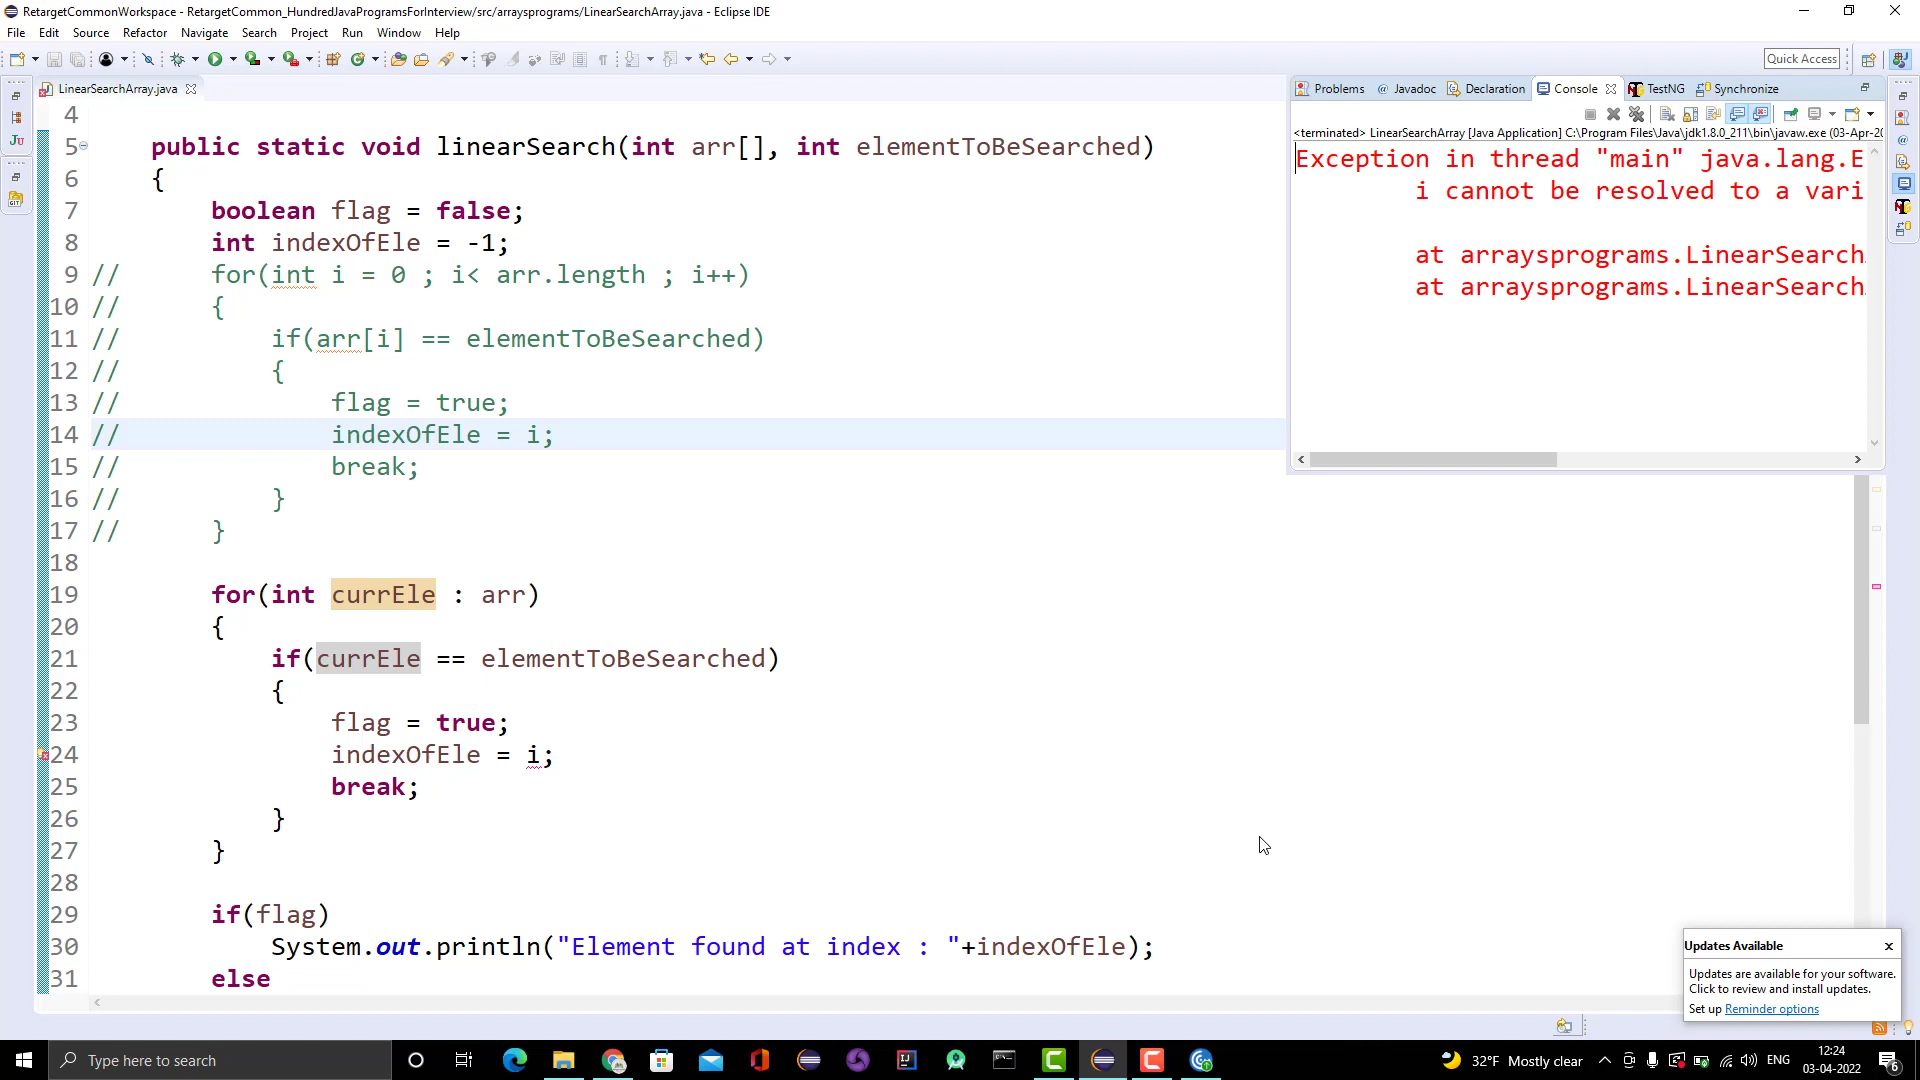 RetargetCommonWorkspace - RetargetCommon_HundredJavaProgramsForInterview/src/arraysprograms/LinearSearchArray.java - Eclipse IDE
File Edit Source Refactor Navigate Search Project Run Window Help
Quick Access
LinearSearchArray.java
Problems Javadoc Declaration Console TestNG Synchronize
<terminated> LinearSearchArray [Java Application] C:\Program Files\Java\jdk1.8.0_211\bin\javaw.exe (03-Apr-20
Exception in thread "main" java.lang.E
i cannot be resolved to a vari
at arraysprograms.LinearSearch
at arraysprograms.LinearSearch
4
5 public static void linearSearch(int arr[], int elementToBeSearched)
6 {
7 boolean flag = false;
8 int indexOfEle = -1;
9 // for(int i = 0 ; i< arr.length ; i++)
10 // {
11 // if(arr[i] == elementToBeSearched)
12 // {
13 // flag = true;
14 // indexOfEle = i;
15 // break;
16 // }
17 // }
18
19 for(int currEle : arr)
20 {
21 if(currEle == elementToBeSearched)
22 {
23 flag = true;
24 indexOfEle = i;
25 break;
26 }
27 }
28
29 if(flag)
30 System.out.println("Element found at index : "+indexOfEle);
31 else
Updates Available
Updates are available for your software.
Click to review and install updates.
Set up Reminder options
Type here to search
32°F Mostly clear
ENG
12:24
03-04-2022
6